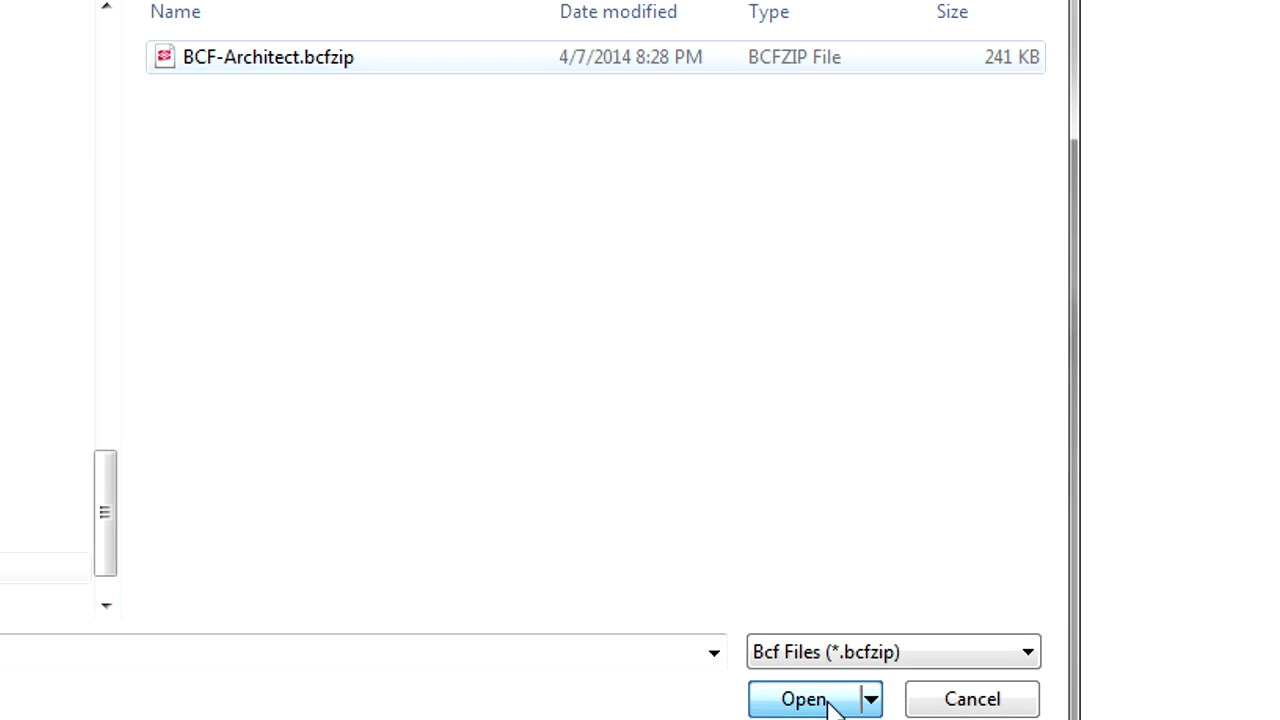 Name Date modified Type Size
BCF-Architect.bcfzip 4/7/2014 8:28 PM BCFZIP File 241 KB
Bcf Files (*.bcfzip)
Open Cancel